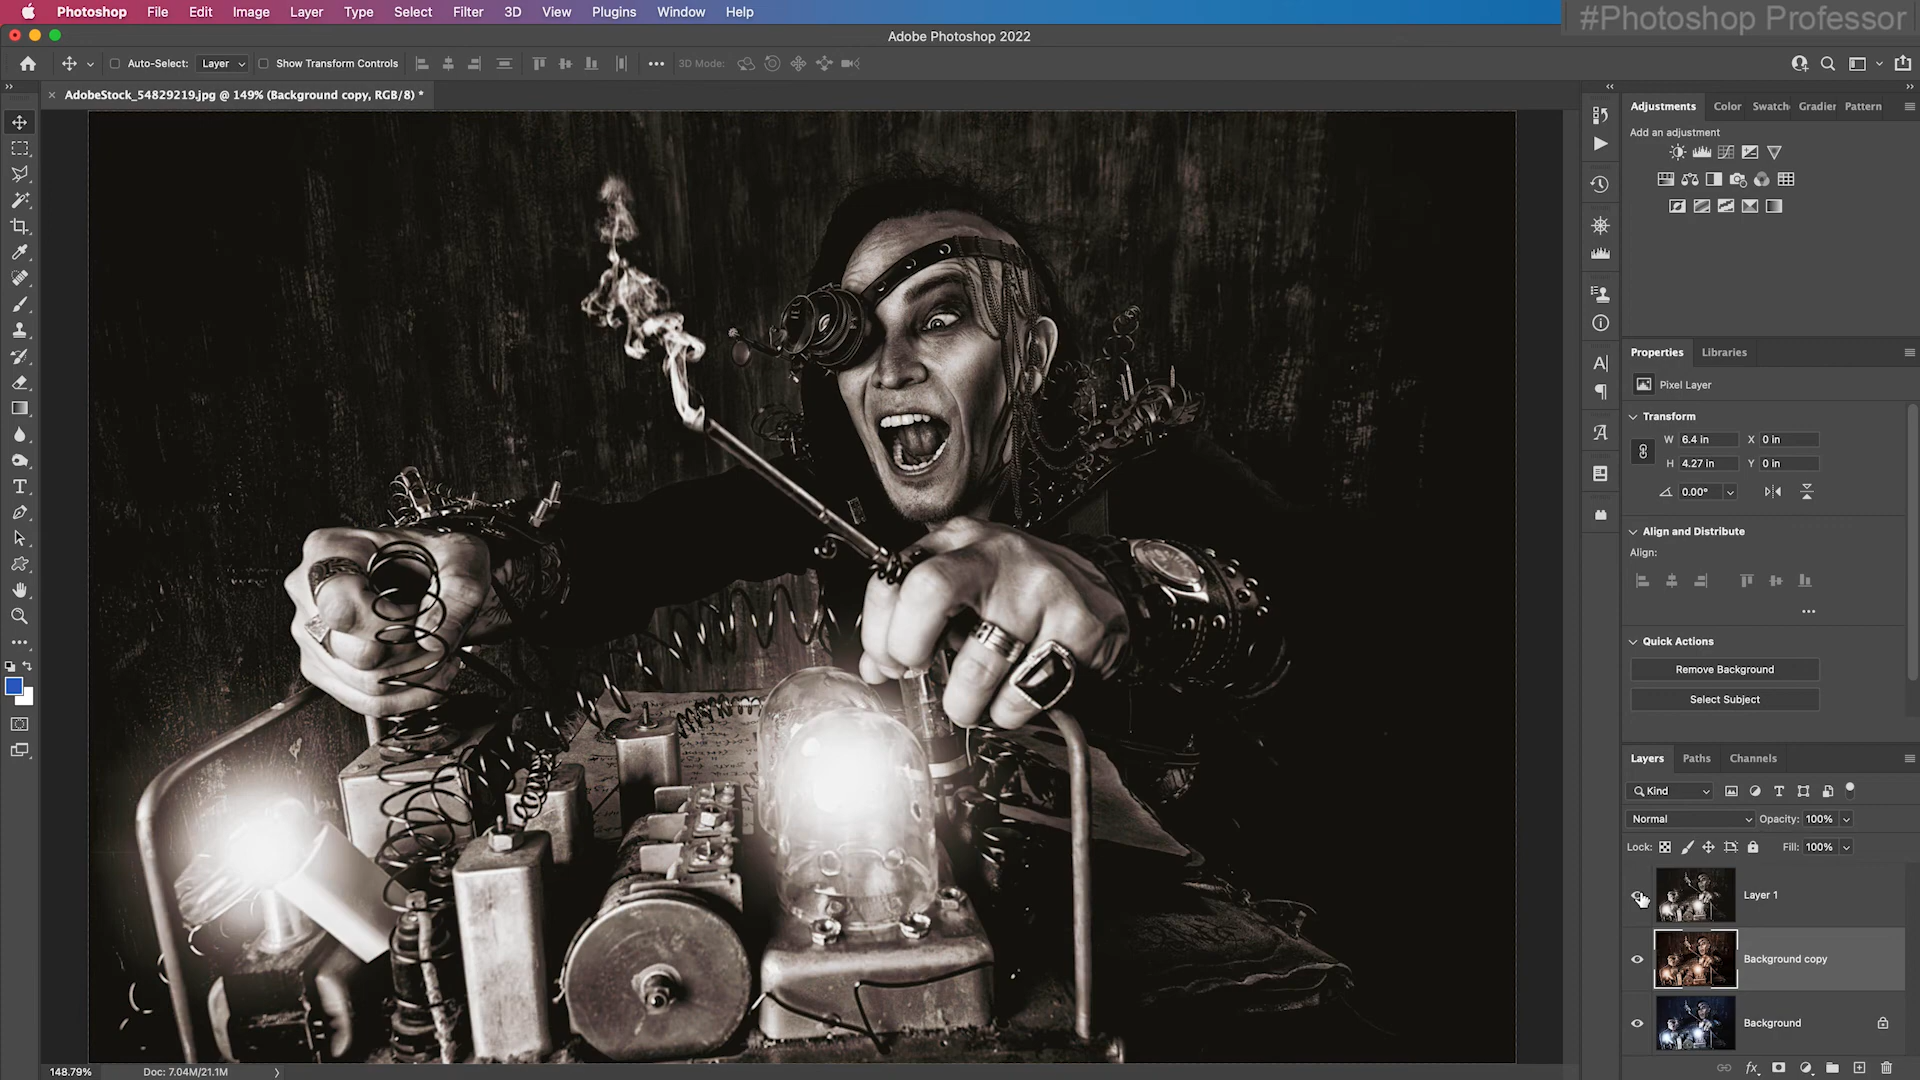 Photoshop File Edit Image Layer Type Select Filter 3D View Plugins Window Help
#Photoshop Professor
Adobe Photoshop 2022
Auto-Select: Layer Show Transform Controls 3D Mode:
AdobeStock_54829219.jpg @ 149% (Background copy, RGB/8) *
Adjustments Color Swatch Gradier Pattern
Add an adjustment
Properties Libraries
Pixel Layer
Transform
W 6.4 in X 0 in
H 4.27 in Y 0 in
0.00°
Align and Distribute
Align:
Quick Actions
Remove Background
Select Subject
Layers Paths Channels
Kind
Normal Opacity: 100%
Lock: Fill: 100%
Layer 1
Background copy
Background
148.79% Doc: 7.04M/21.1M